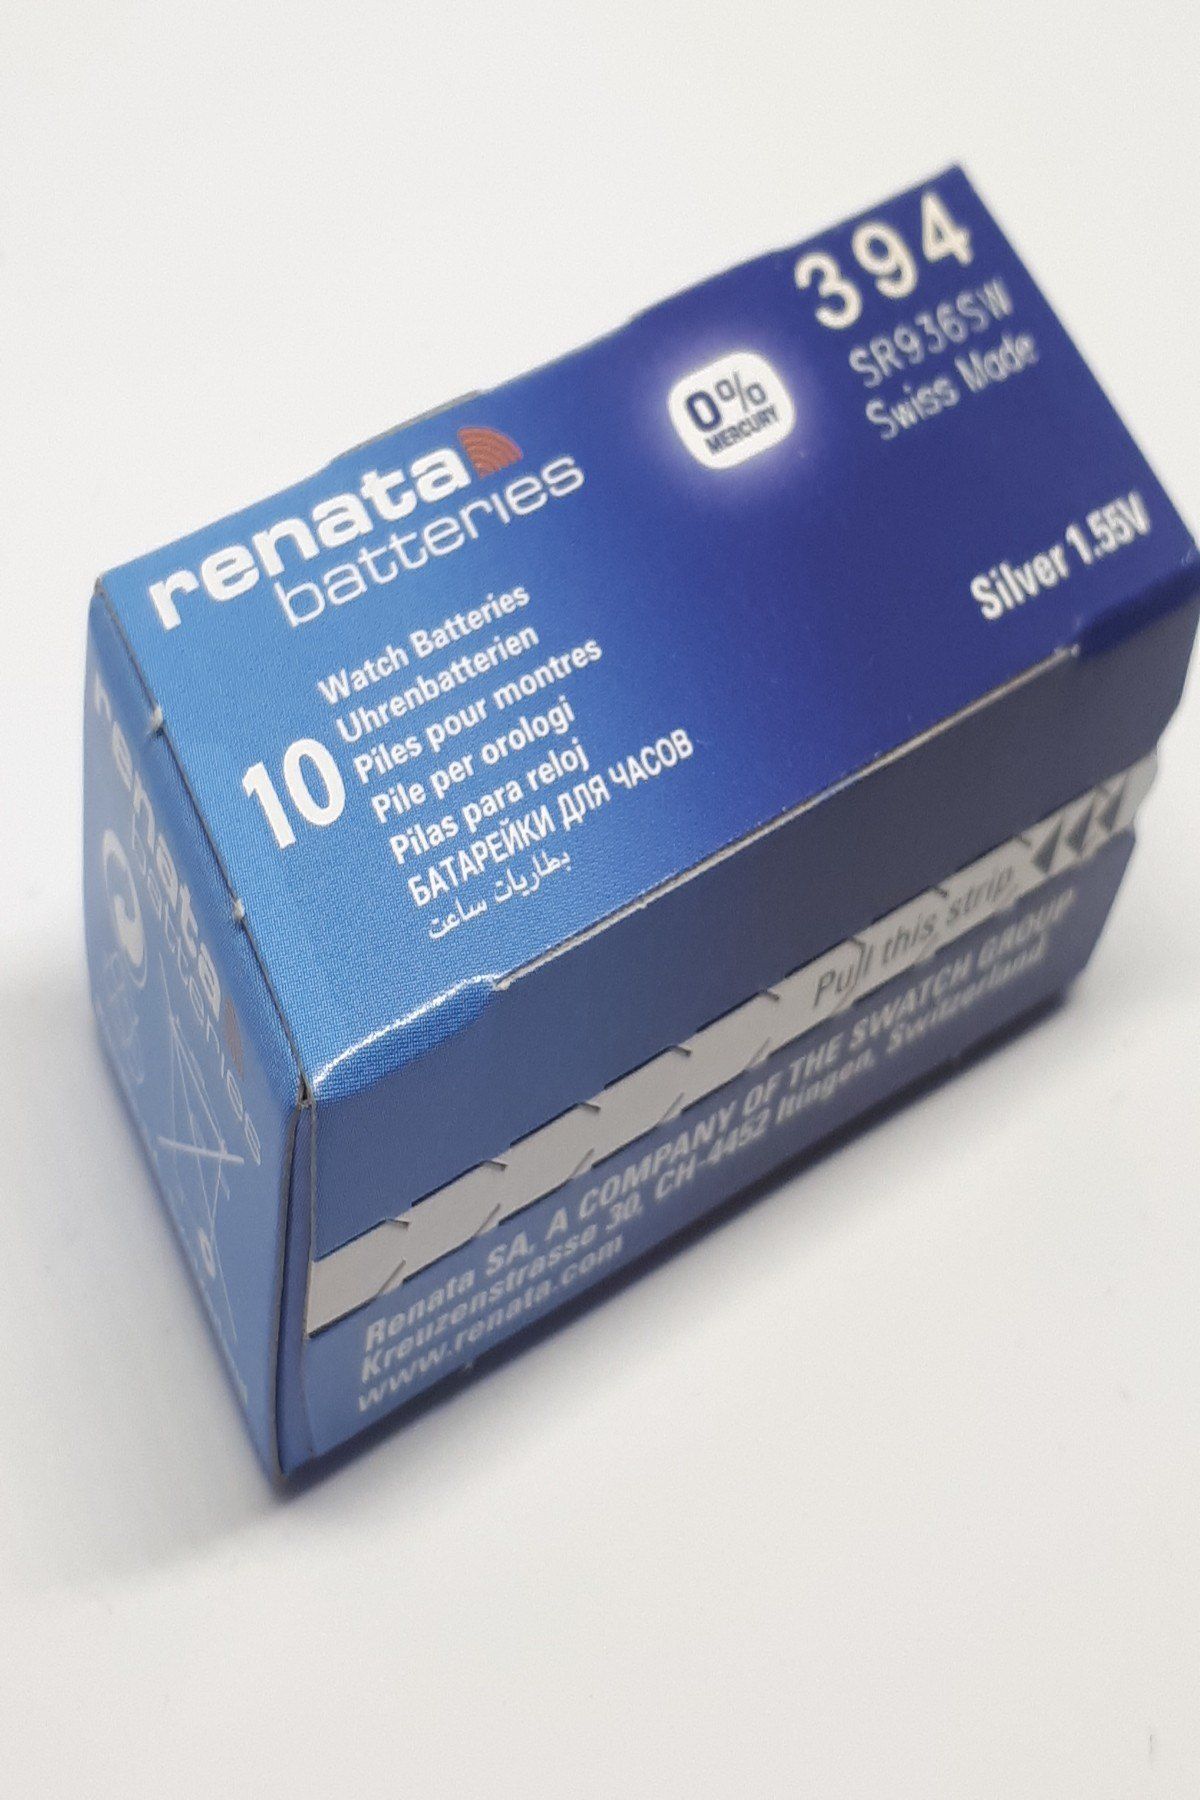 394
SR936SW
Swiss Made
0%
MERCURY
renata
batteries
Silver 1.55V
10
Watch Batteries
Uhrenbatterien
Piles pour montres
Pile per orologi
Pilas para reloj
БАТАРЕЙКИ ДЛЯ ЧАСОВ
بطاريات ساعت
Pull this strip
Renata SA, A COMPANY OF THE SWATCH GROUP
Kreuzenstrasse 30, CH-4452 Itingen, Switzerland
www.renata.com
renata
batteries